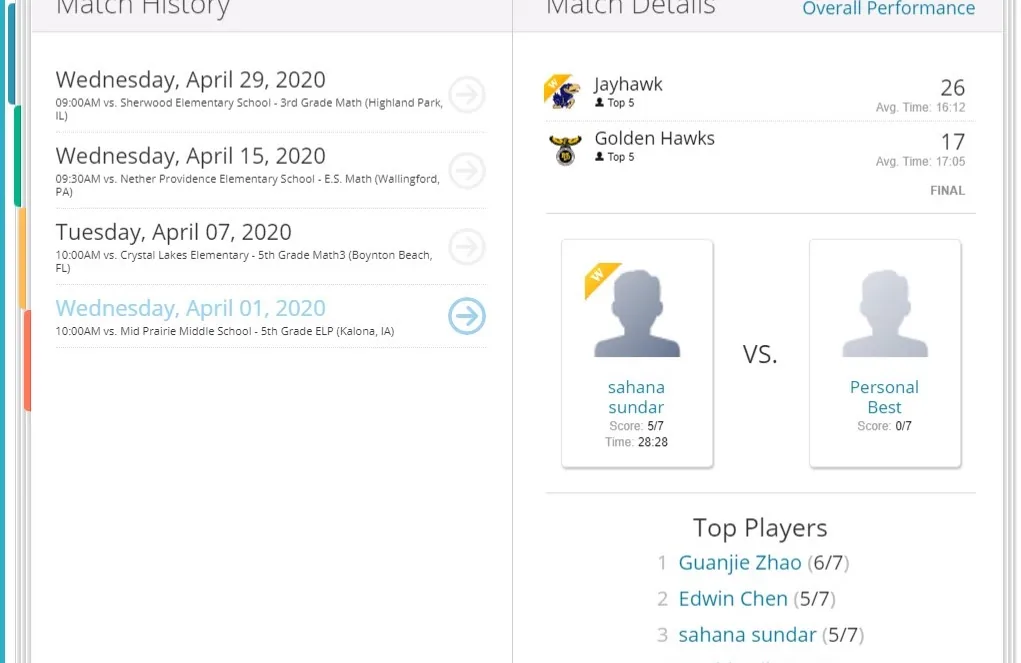 Match History
Wednesday, April 29, 2020
09:00AM vs. Sherwood Elementary School - 3rd Grade Math (Highland Park,
IL)
Wednesday, April 15, 2020
09:30AM vs. Nether Providence Elementary School - E.S. Math (Wallingford,
PA)
Tuesday, April 07, 2020
10:00AM vs. Crystal Lakes Elementary - 5th Grade Math3 (Boynton Beach,
FL)
Wednesday, April 01, 2020
10:00AM vs. Mid Prairie Middle School - 5th Grade ELP (Kalona, IA)
Match Details
Overall Performance
W
Jayhawk
Top 5
26
Avg. Time: 16:12
Golden Hawks
Top 5
17
Avg. Time: 17:05
FINAL
W
sahana
sundar
Score: 5/7
Time: 28:28
VS.
Personal
Best
Score: 0/7
Top Players
1 Guanjie Zhao (6/7)
2 Edwin Chen (5/7)
3 sahana sundar (5/7)